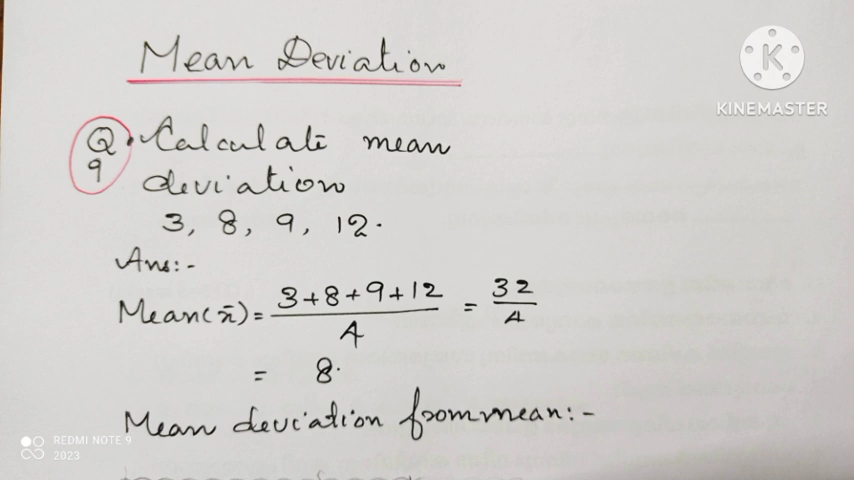 Mean Deviation
K
KINEMASTER
Q. Calculate mean
9
deviation
3, 8, 9, 12.
Ans:-
Mean(x̄) = 3+8+9+12 / 4 = 32 / 4
= 8.
Mean deviation from mean:-
REDMI NOTE 9
2023